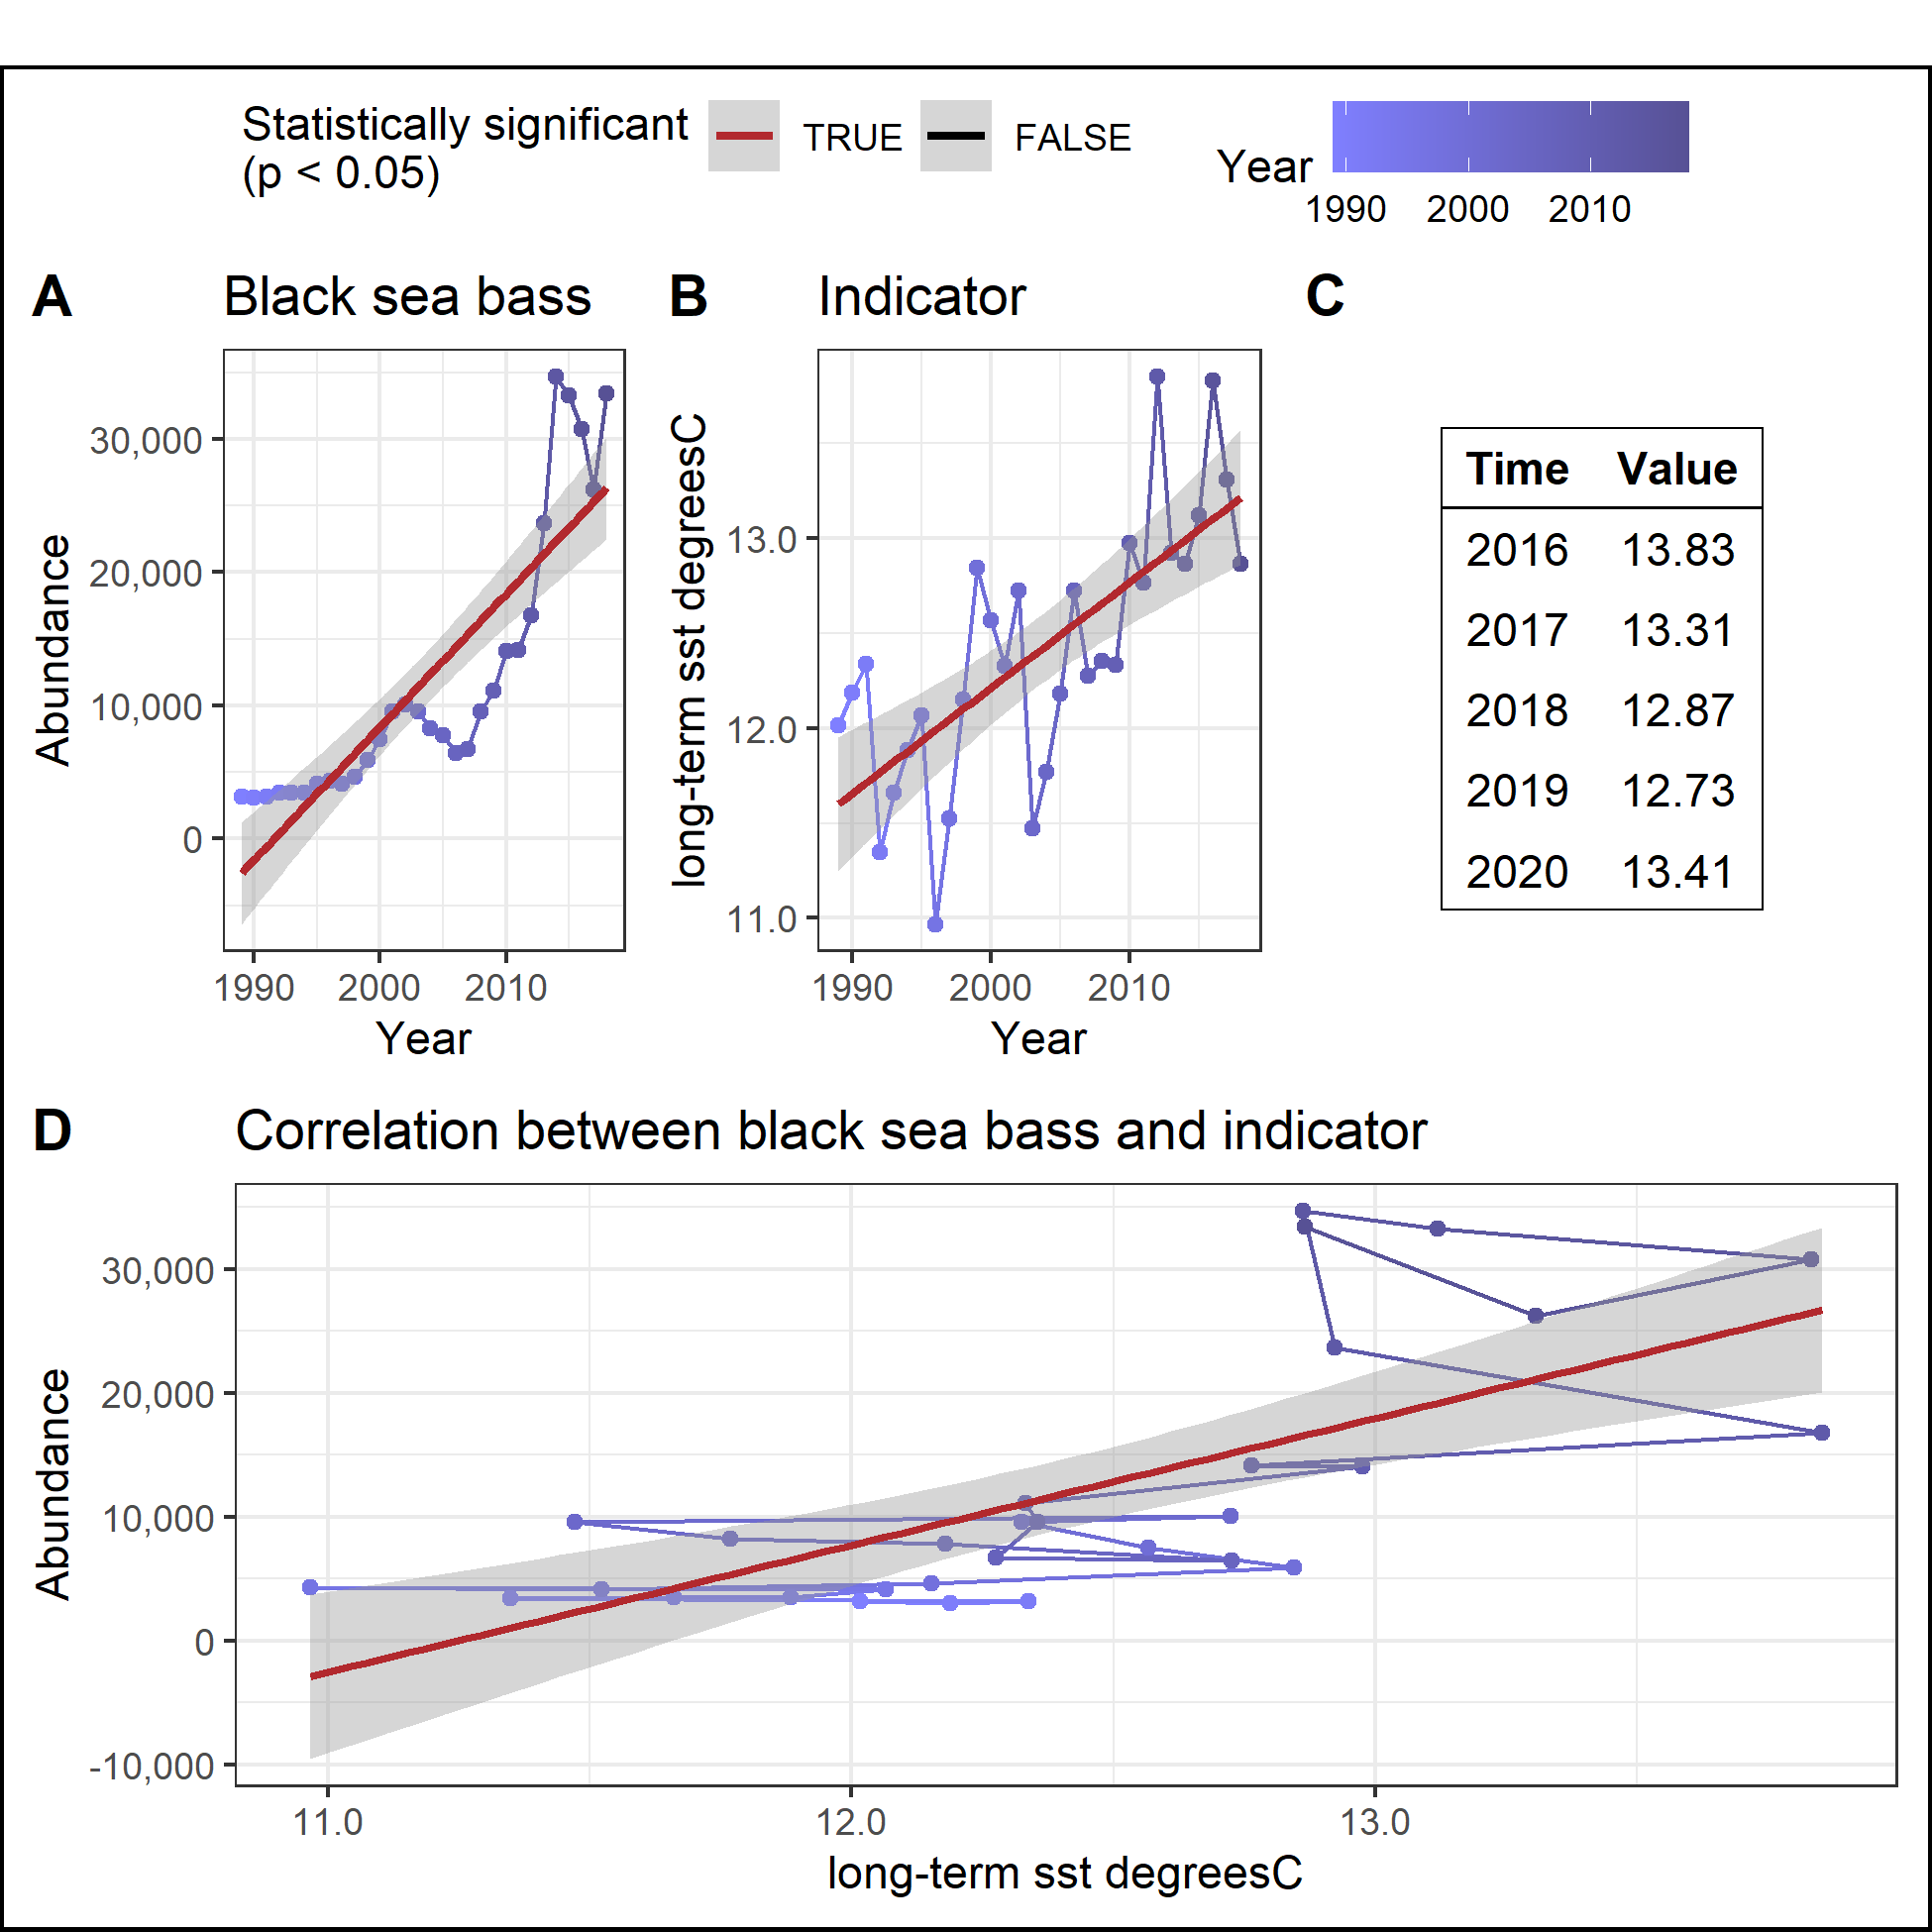 Statistically significant
(p < 0.05)
TRUE FALSE
Year
1990 2000 2010
A Black sea bass
Abundance
30,000
20,000
10,000
0
1990 2000 2010
Year
B Indicator
long-term sst degreesC
13.0
12.0
11.0
1990 2000 2010
Year
C
Time Value
2016 13.83
2017 13.31
2018 12.87
2019 12.73
2020 13.41
D Correlation between black sea bass and indicator
Abundance
30,000
20,000
10,000
0
-10,000
11.0 12.0 13.0
long-term sst degreesC